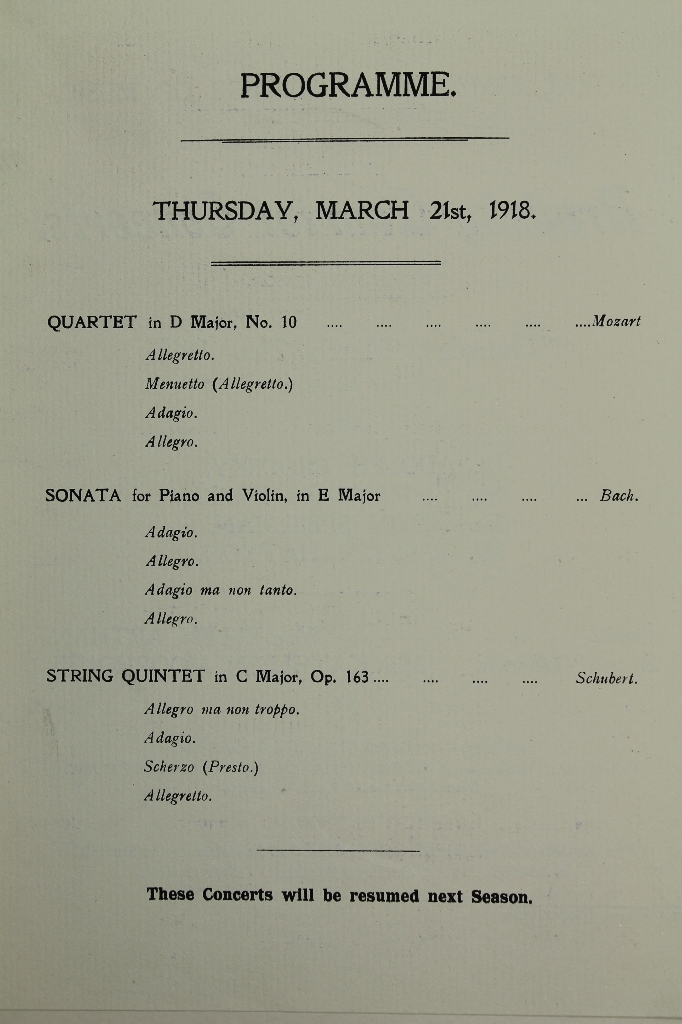 PROGRAMME.
THURSDAY, MARCH 21st, 1918.
QUARTET in D Major, No. 10 .... .... .... .... .... ....Mozart
Allegretto.
Menuetto (Allegretto.)
Adagio.
Allegro.
SONATA for Piano and Violin, in E Major .... .... .... ... Bach.
Adagio.
Allegro.
Adagio ma non tanto.
Allegro.
STRING QUINTET in C Major, Op. 163 .... .... .... .... Schubert.
Allegro ma non troppo.
Adagio.
Scherzo (Presto.)
Allegretto.
These Concerts will be resumed next Season.